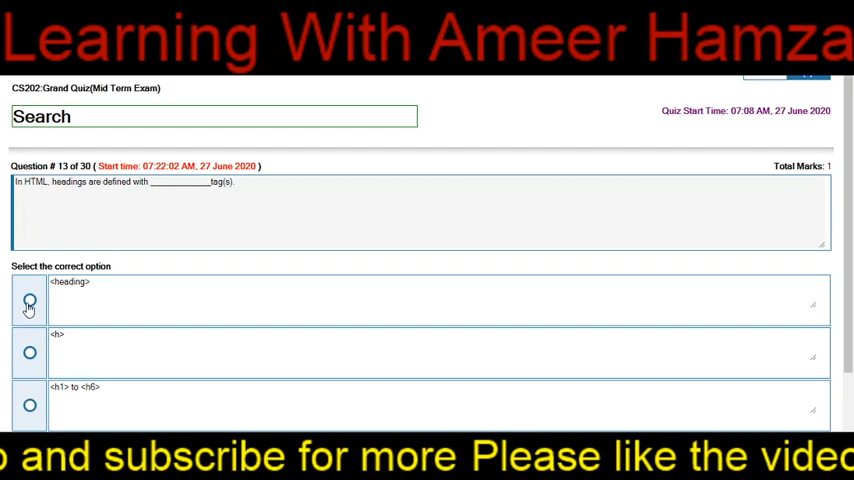 Learning With Ameer Hamza
CS202:Grand Quiz(Mid Term Exam)
Search
Quiz Start Time: 07:08 AM, 27 June 2020
Question # 13 of 30 ( Start time: 07:22:02 AM, 27 June 2020 )
Total Marks: 1
In HTML, headings are defined with _____________tag(s).
Select the correct option
<heading>
<h>
<h1> to <h6>
and subscribe for more Please like the video